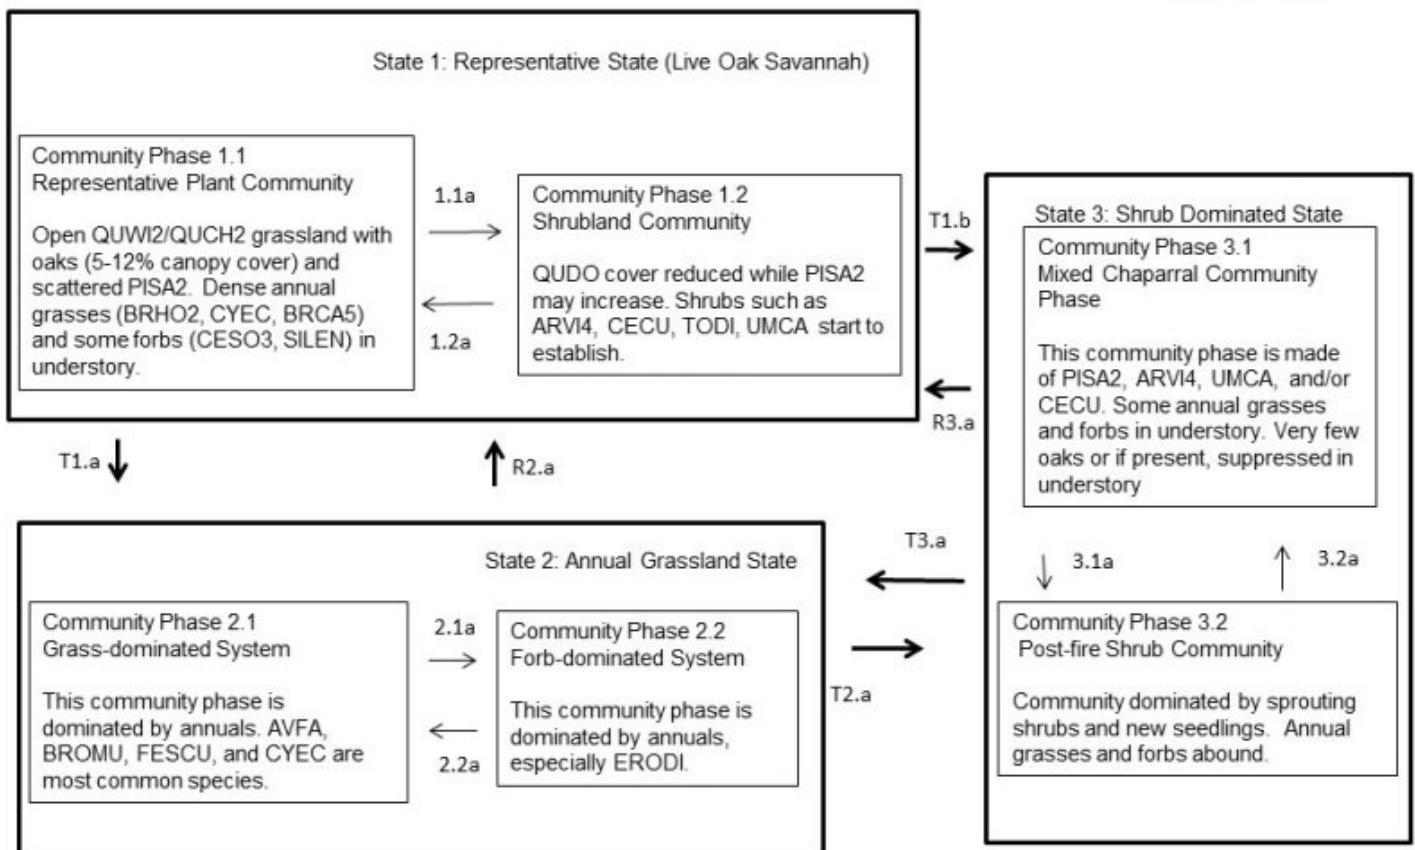 State 1: Representative State (Live Oak Savannah)
Community Phase 1.1
Representative Plant Community
Open QUWI2/QUCH2 grassland with
oaks (5-12% canopy cover) and
scattered PISA2. Dense annual
grasses (BRHO2, CYEC, BRCA5)
and some forbs (CESO3, SILEN) in
understory.
1.1a
1.2a
Community Phase 1.2
Shrubland Community
QUDO cover reduced while PISA2
may increase. Shrubs such as
ARVI4, CECU, TODI, UMCA start to
establish.
T1.b
R3.a
State 3: Shrub Dominated State
Community Phase 3.1
Mixed Chaparral Community
Phase
This community phase is made
of PISA2, ARVI4, UMCA, and/or
CECU. Some annual grasses
and forbs in understory. Very few
oaks or if present, suppressed in
understory
T1.a
R2.a
T3.a
T2.a
3.1a
3.2a
State 2: Annual Grassland State
Community Phase 2.1
Grass-dominated System
This community phase is
dominated by annuals. AVFA,
BROMU, FESCU, and CYEC are
most common species.
2.1a
2.2a
Community Phase 2.2
Forb-dominated System
This community phase is
dominated by annuals,
especially ERODI.
Community Phase 3.2
Post-fire Shrub Community
Community dominated by sprouting
shrubs and new seedlings. Annual
grasses and forbs abound.